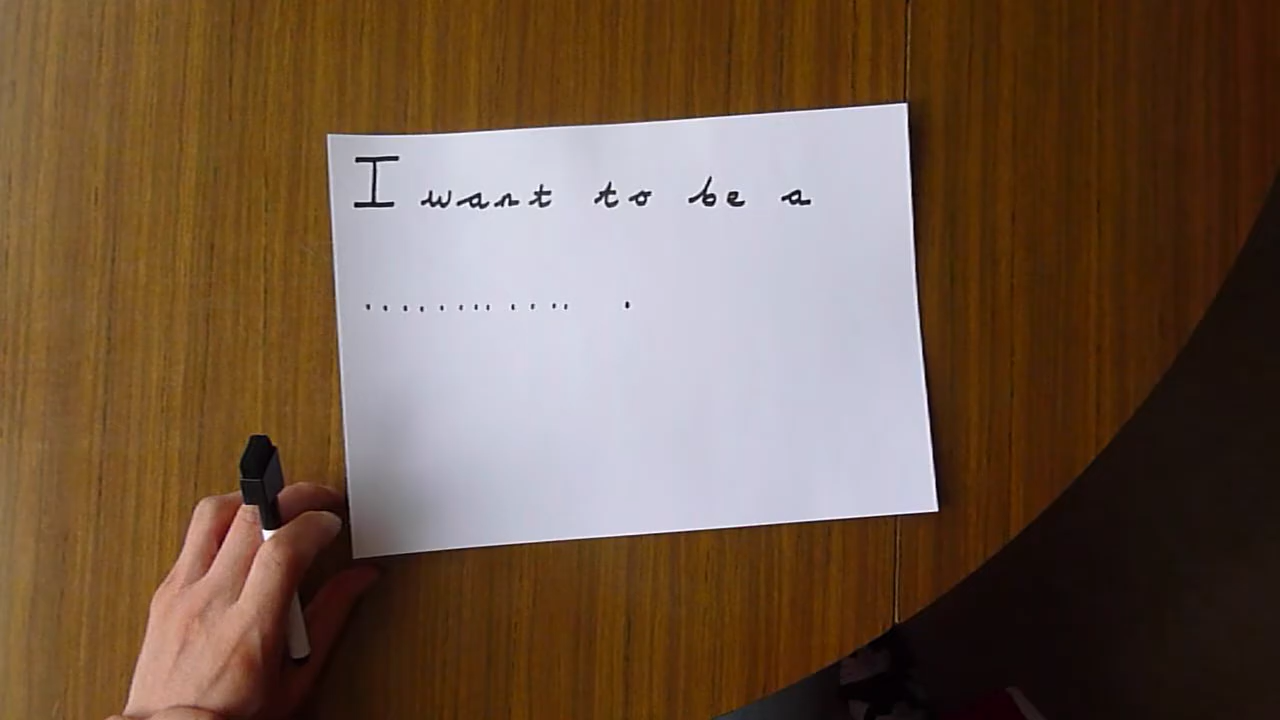 I want to be a
............ .